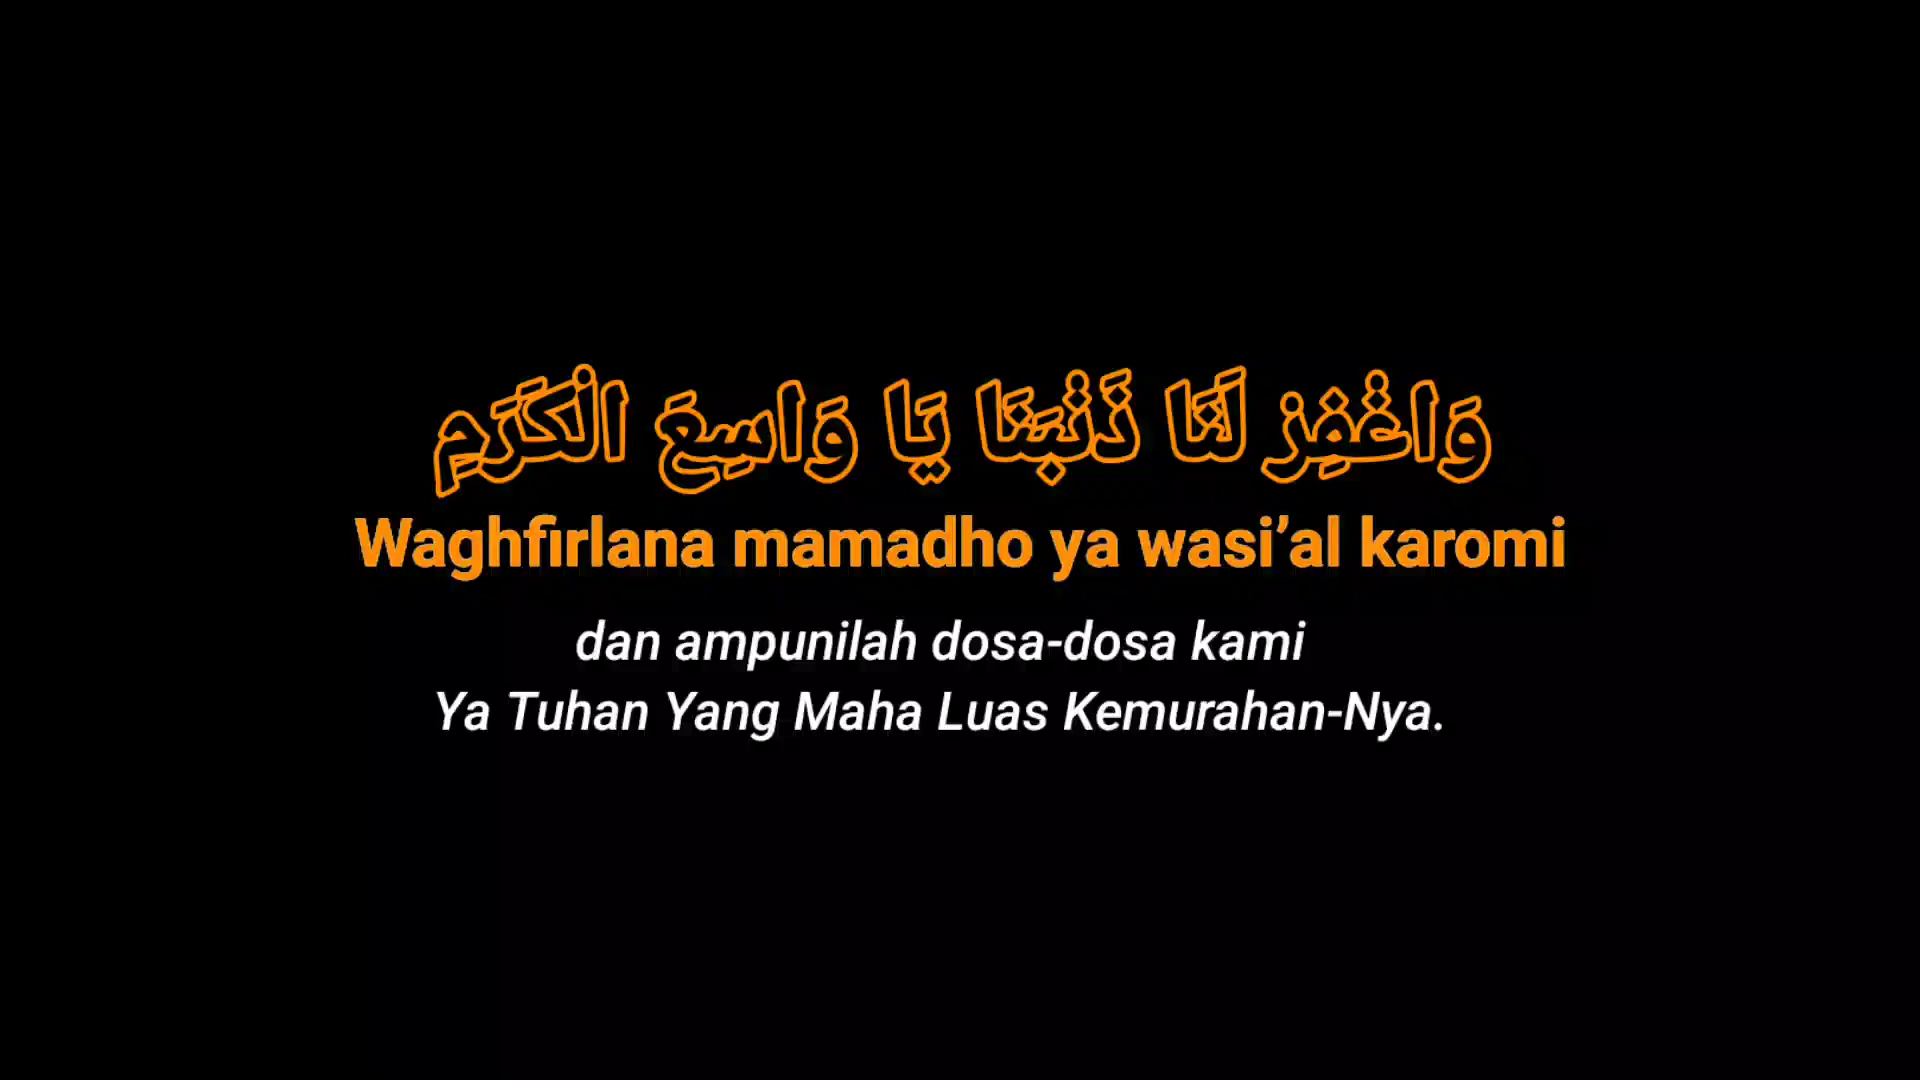 وَاغْفِرْ لَنَا ذَنْبَنَا يَا وَاسِعَ الْكَرَمِ
Waghfirlana mamadho ya wasi’al karomi
dan ampunilah dosa-dosa kami
Ya Tuhan Yang Maha Luas Kemurahan-Nya.